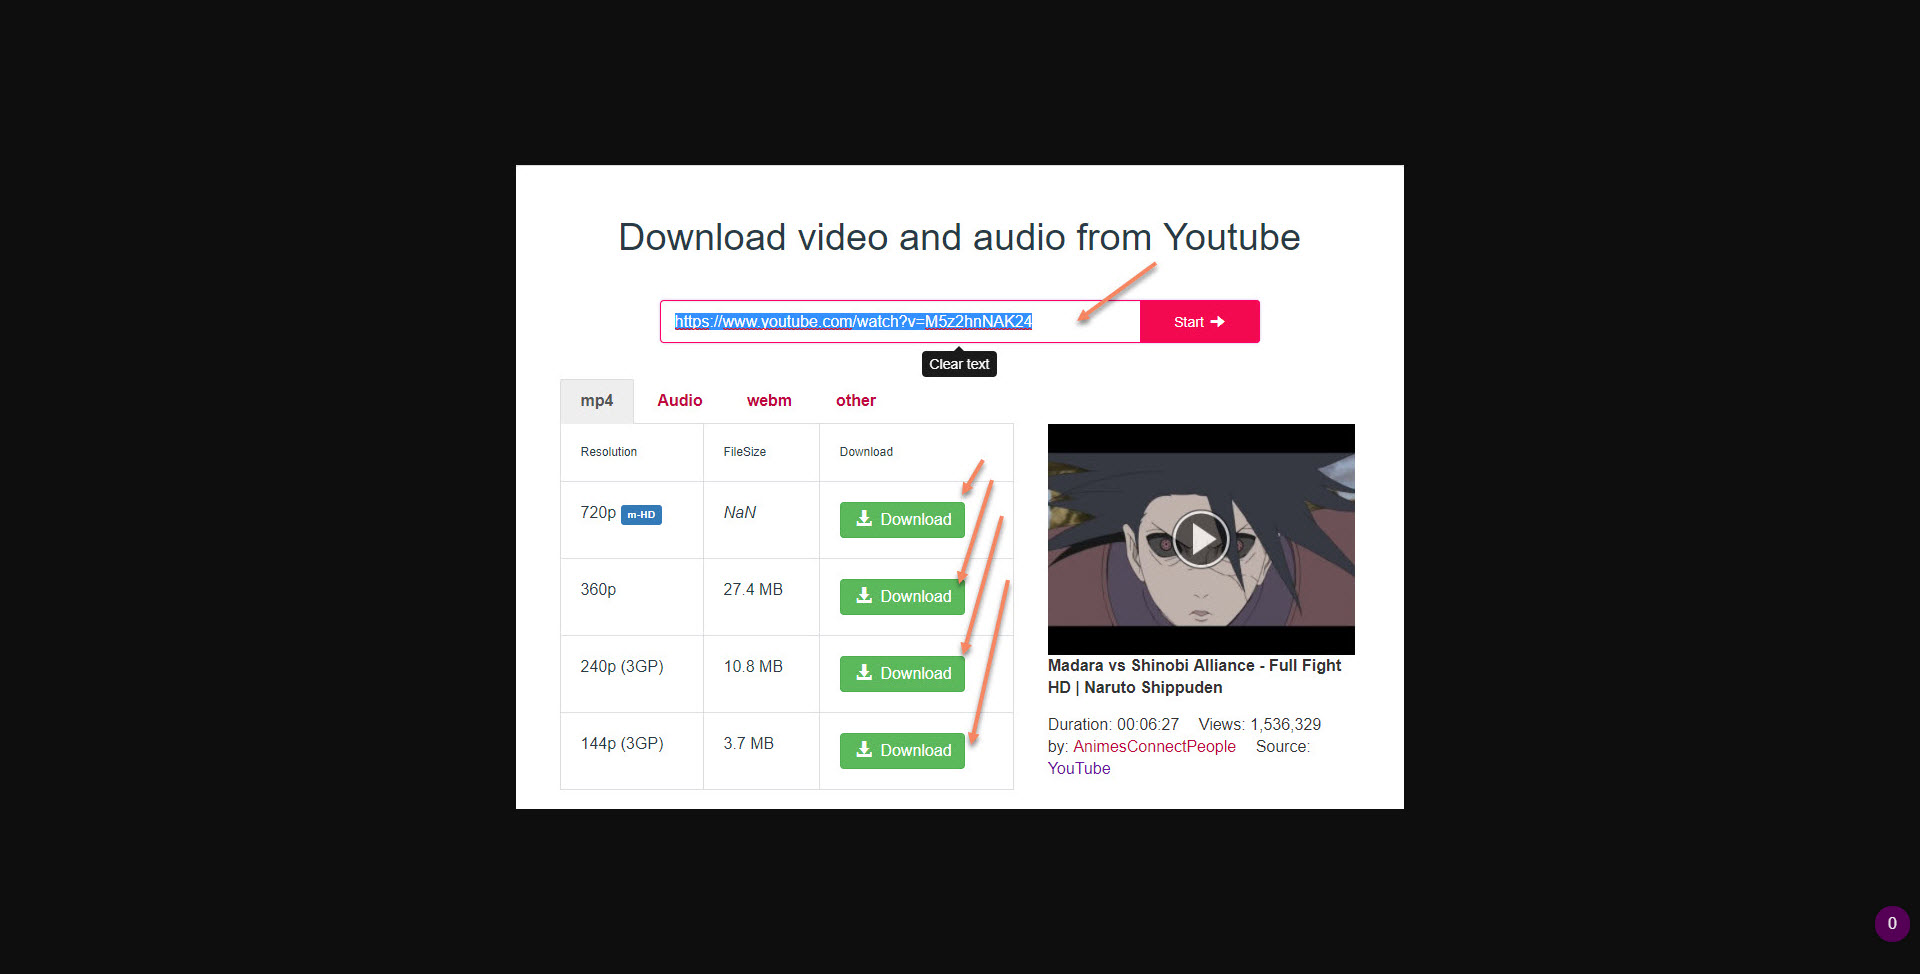 Download video and audio from Youtube
https://www.youtube.com/watch?v=M5z2hnNAK24
Start
Clear text
mp4 Audio webm other
Resolution FileSize Download
720p m-HD NaN Download
360p 27.4 MB Download
240p (3GP) 10.8 MB Download
144p (3GP) 3.7 MB Download
Madara vs Shinobi Alliance - Full Fight
HD | Naruto Shippuden
Duration: 00:06:27 Views: 1,536,329
by: AnimesConnectPeople Source:
YouTube
0